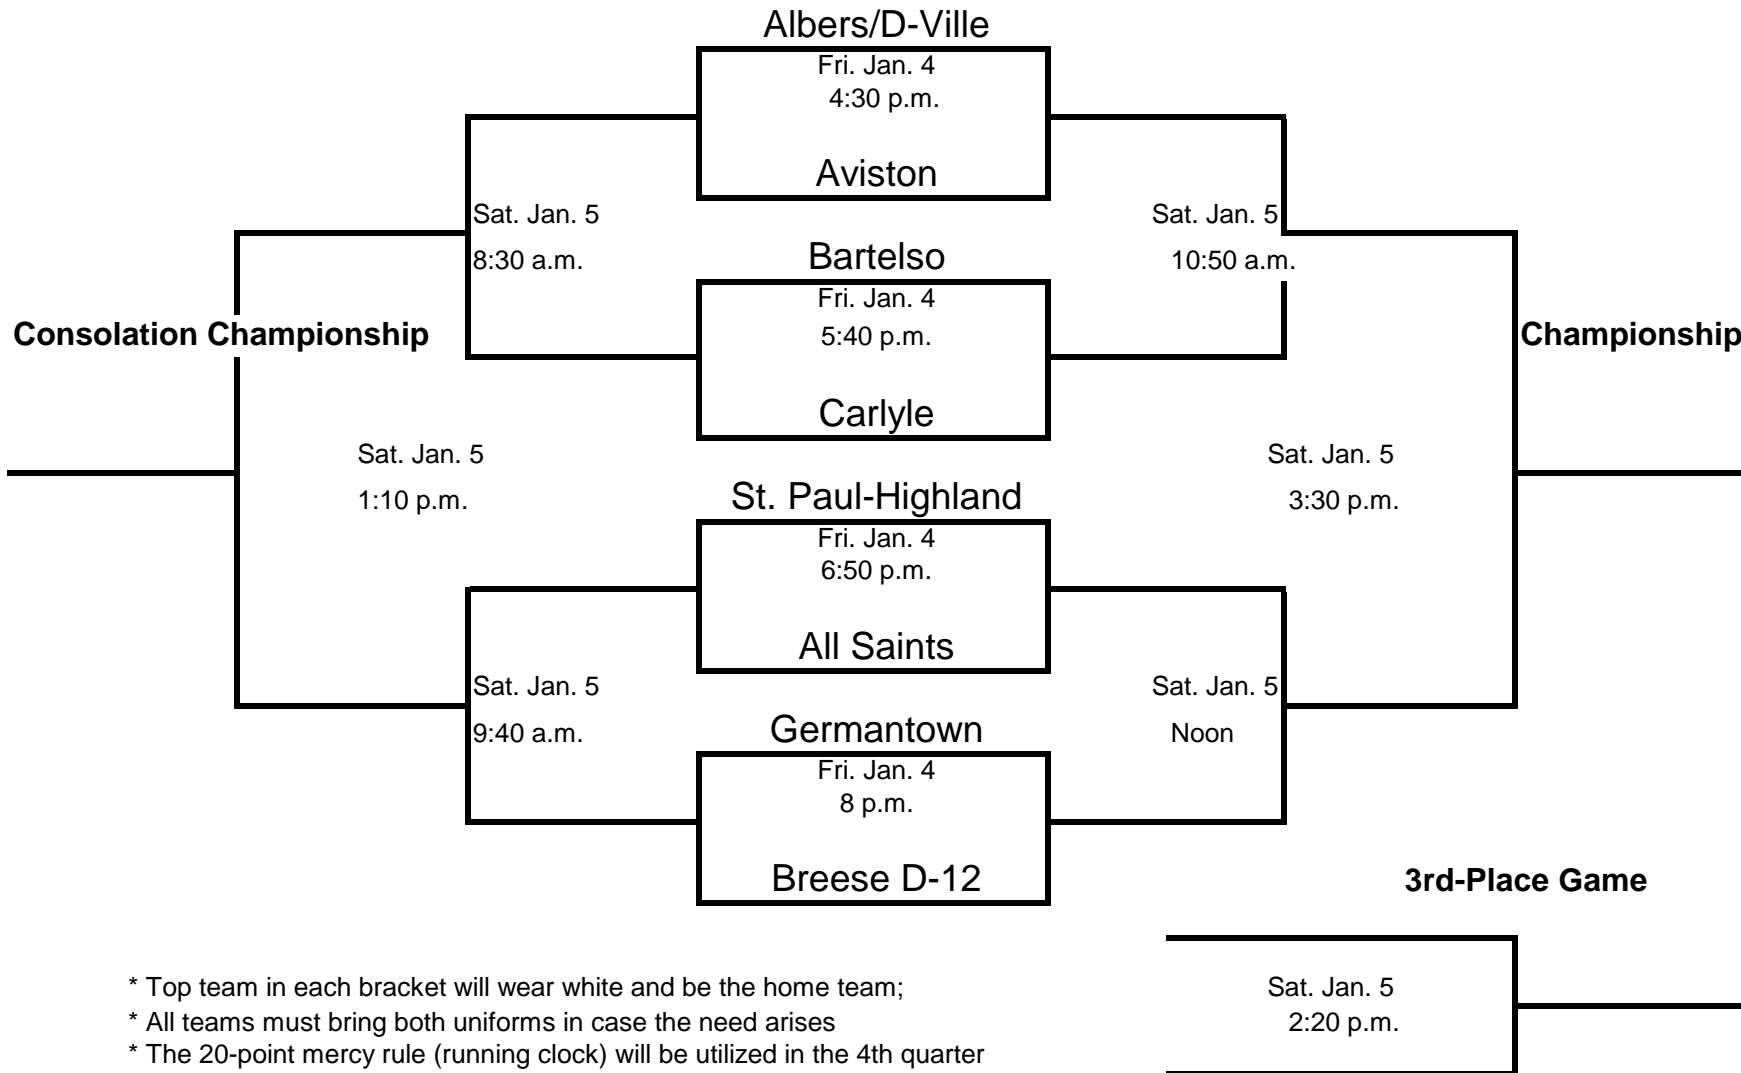 Albers/D-Ville
Fri. Jan. 4
4:30 p.m.
Aviston
Sat. Jan. 5
Sat. Jan. 5
8:30 a.m.
Bartelso
10:50 a.m.
Fri. Jan. 4
Consolation Championship
5:40 p.m.
Championship
Carlyle
Sat. Jan. 5
Sat. Jan. 5
1:10 p.m.
St. Paul-Highland
3:30 p.m.
Fri. Jan. 4
6:50 p.m.
All Saints
Sat. Jan. 5
Sat. Jan. 5
9:40 a.m.
Germantown
Noon
Fri. Jan. 4
8 p.m.
Breese D-12
3rd-Place Game
* Top team in each bracket will wear white and be the home team;
Sat. Jan. 5
* All teams must bring both uniforms in case the need arises
2:20 p.m.
* The 20-point mercy rule (running clock) will be utilized in the 4th quarter